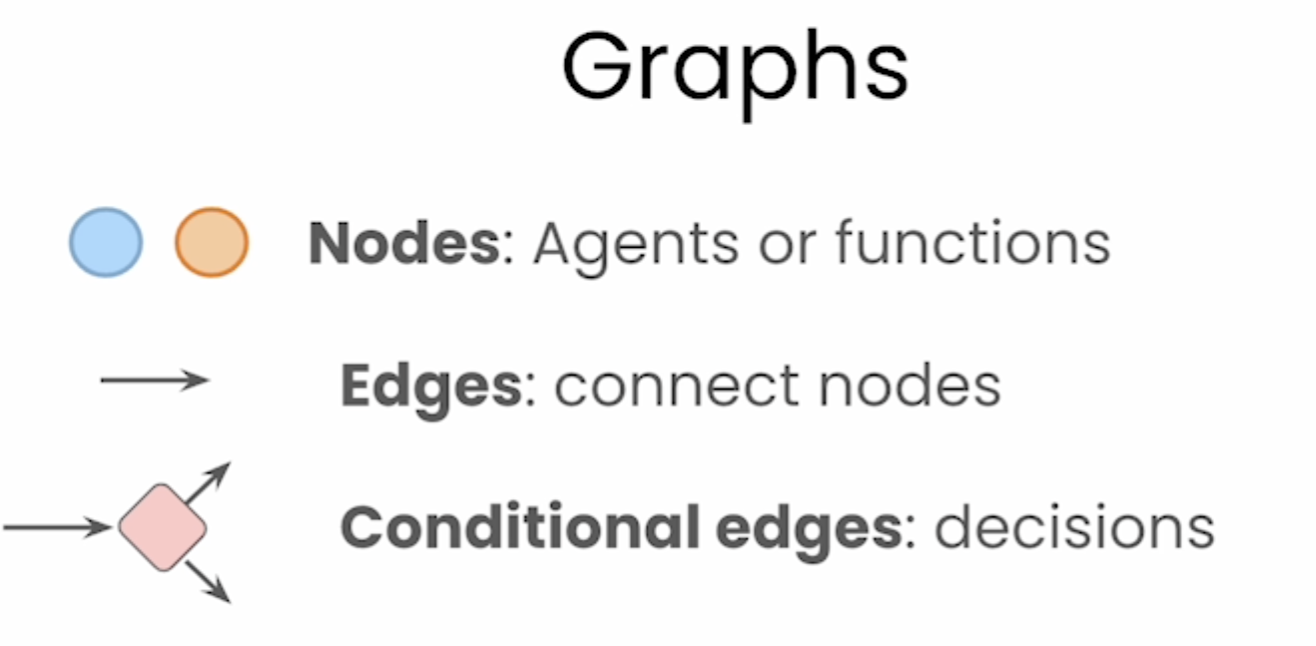 Graphs
Nodes: Agents or functions
Edges: connect nodes
Conditional edges: decisions